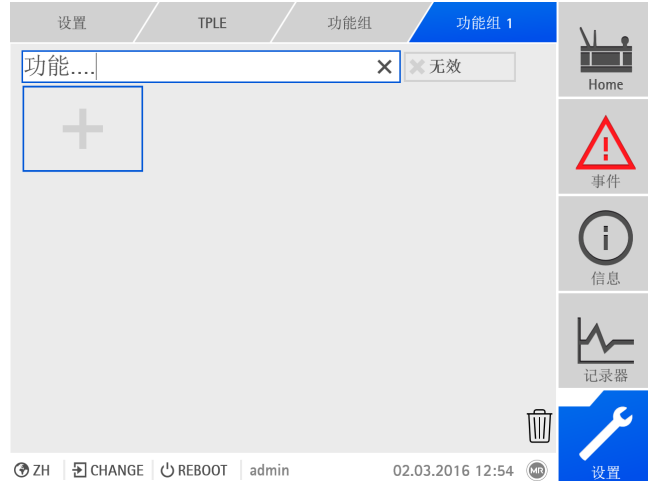 设置 TPLE 功能组 功能组 1
功能.... 无效
Home
事件
信息
记录器
设置
ZH CHANGE REBOOT admin 02.03.2016 12:54 MR